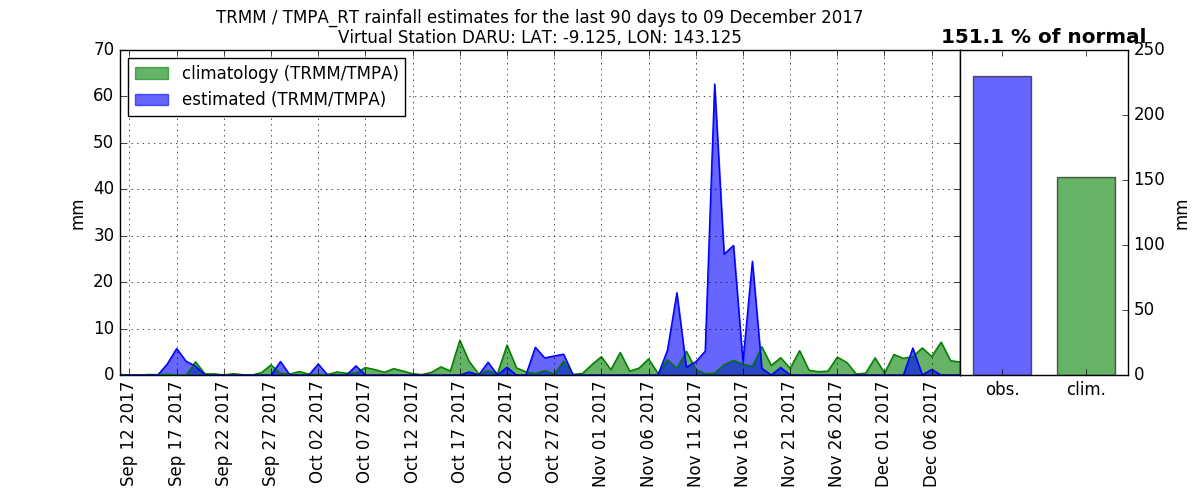 TRMM / TMPA_RT rainfall estimates for the last 90 days to 09 December 2017
Virtual Station DARU: LAT: -9.125, LON: 143.125
151.1 % of normal
climatology (TRMM/TMPA)
estimated (TRMM/TMPA)
70
60
50
40
30
20
10
0
mm
250
200
150
100
50
0
mm
obs.
clim.
Sep 12 2017
Sep 17 2017
Sep 22 2017
Sep 27 2017
Oct 02 2017
Oct 07 2017
Oct 12 2017
Oct 17 2017
Oct 22 2017
Oct 27 2017
Nov 01 2017
Nov 06 2017
Nov 11 2017
Nov 16 2017
Nov 21 2017
Nov 26 2017
Dec 01 2017
Dec 06 2017